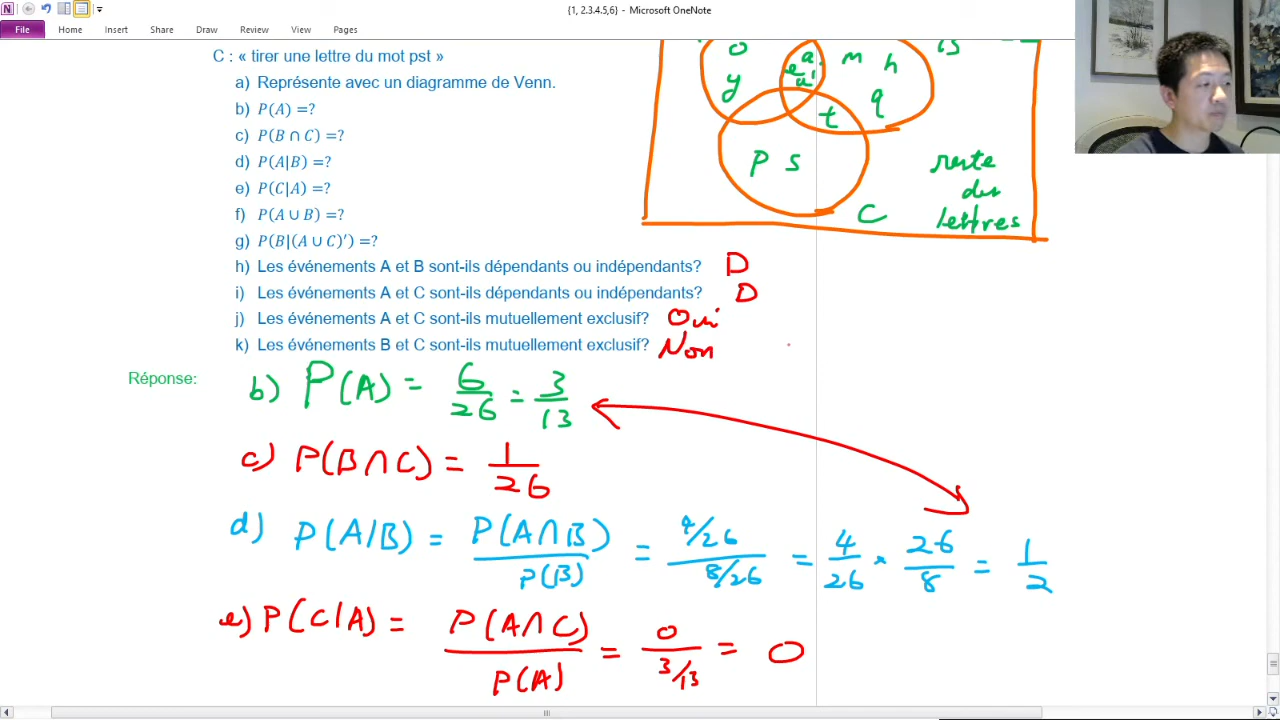 {1, 2.3.4.5,6} - Microsoft OneNote
File Home Insert Share Draw Review View Pages
C : « tirer une lettre du mot pst »
a) Représente avec un diagramme de Venn.
b) P(A) =?
c) P(B ∩ C) =?
d) P(A|B) =?
e) P(C|A) =?
f) P(A ∪ B) =?
g) P(B|(A ∪ C)′) =?
h) Les événements A et B sont-ils dépendants ou indépendants? D
i) Les événements A et C sont-ils dépendants ou indépendants? D
j) Les événements A et C sont-ils mutuellement exclusif? Oui
k) Les événements B et C sont-ils mutuellement exclusif? Non
o
m h
y
q
t
p s
C
reste
des
lettres
Réponse:
b) P(A) = 6/26 = 3/13
c) P(B∩C) = 1/26
d) P(A|B) = P(A∩B)/P(B) = 4/26 / 8/26 = 4/26 * 26/8 = 1/2
e) P(C|A) = P(A∩C)/P(A) = 0 / 3/13 = 0